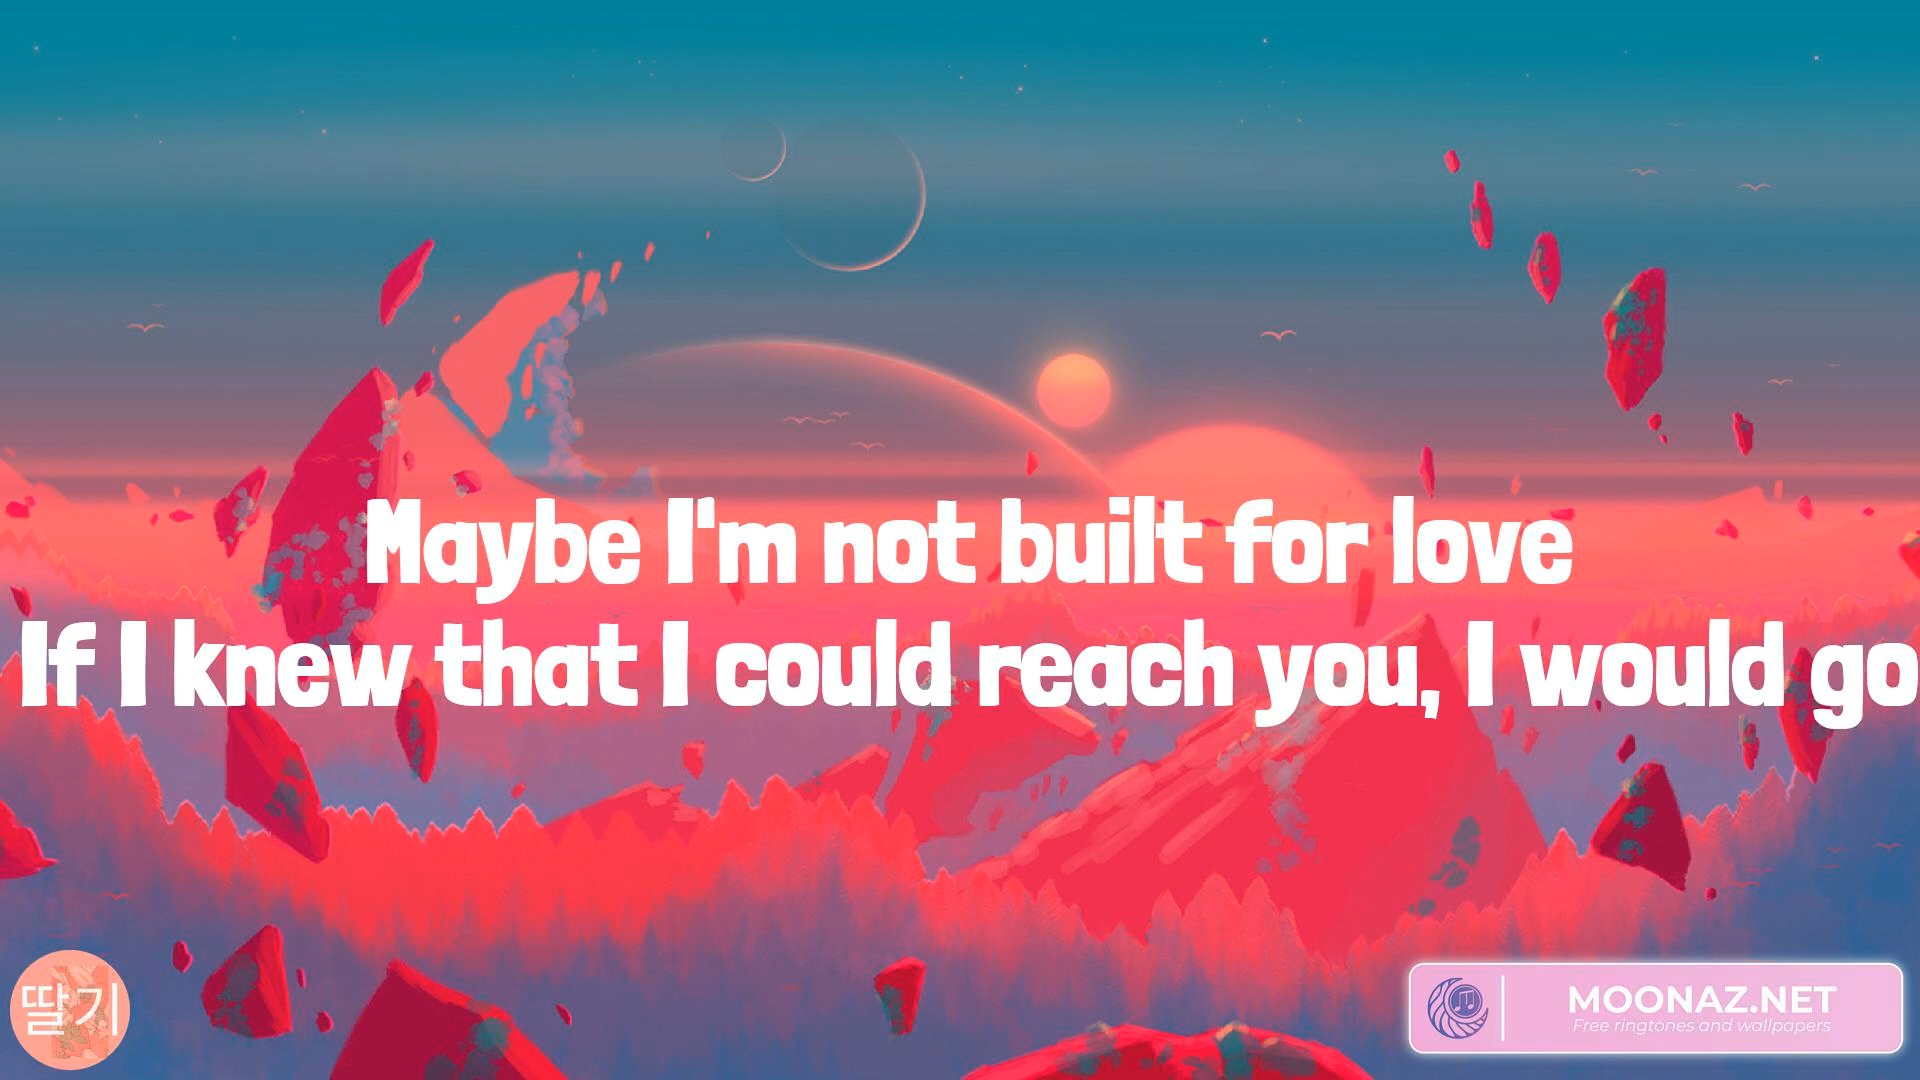 Maybe I'm not built for love
If I knew that I could reach you, I would go
딸기
MOONAZ.NET
Free ringtones and wallpapers